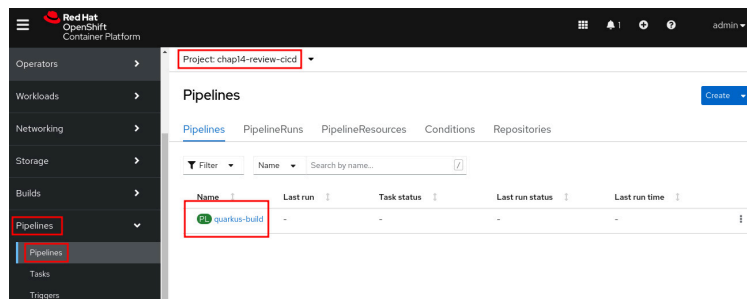 Red Hat
OpenShift
Container Platform
1
admin
Operators
Workloads
Networking
Storage
Builds
Pipelines
Pipelines
Tasks
Triggers
Project: chap14-review-cicd
Pipelines
Create
Pipelines PipelineRuns PipelineResources Conditions Repositories
Filter Name Search by name... /
Name Last run Task status Last run status Last run time
PL quarkus-build - - - -